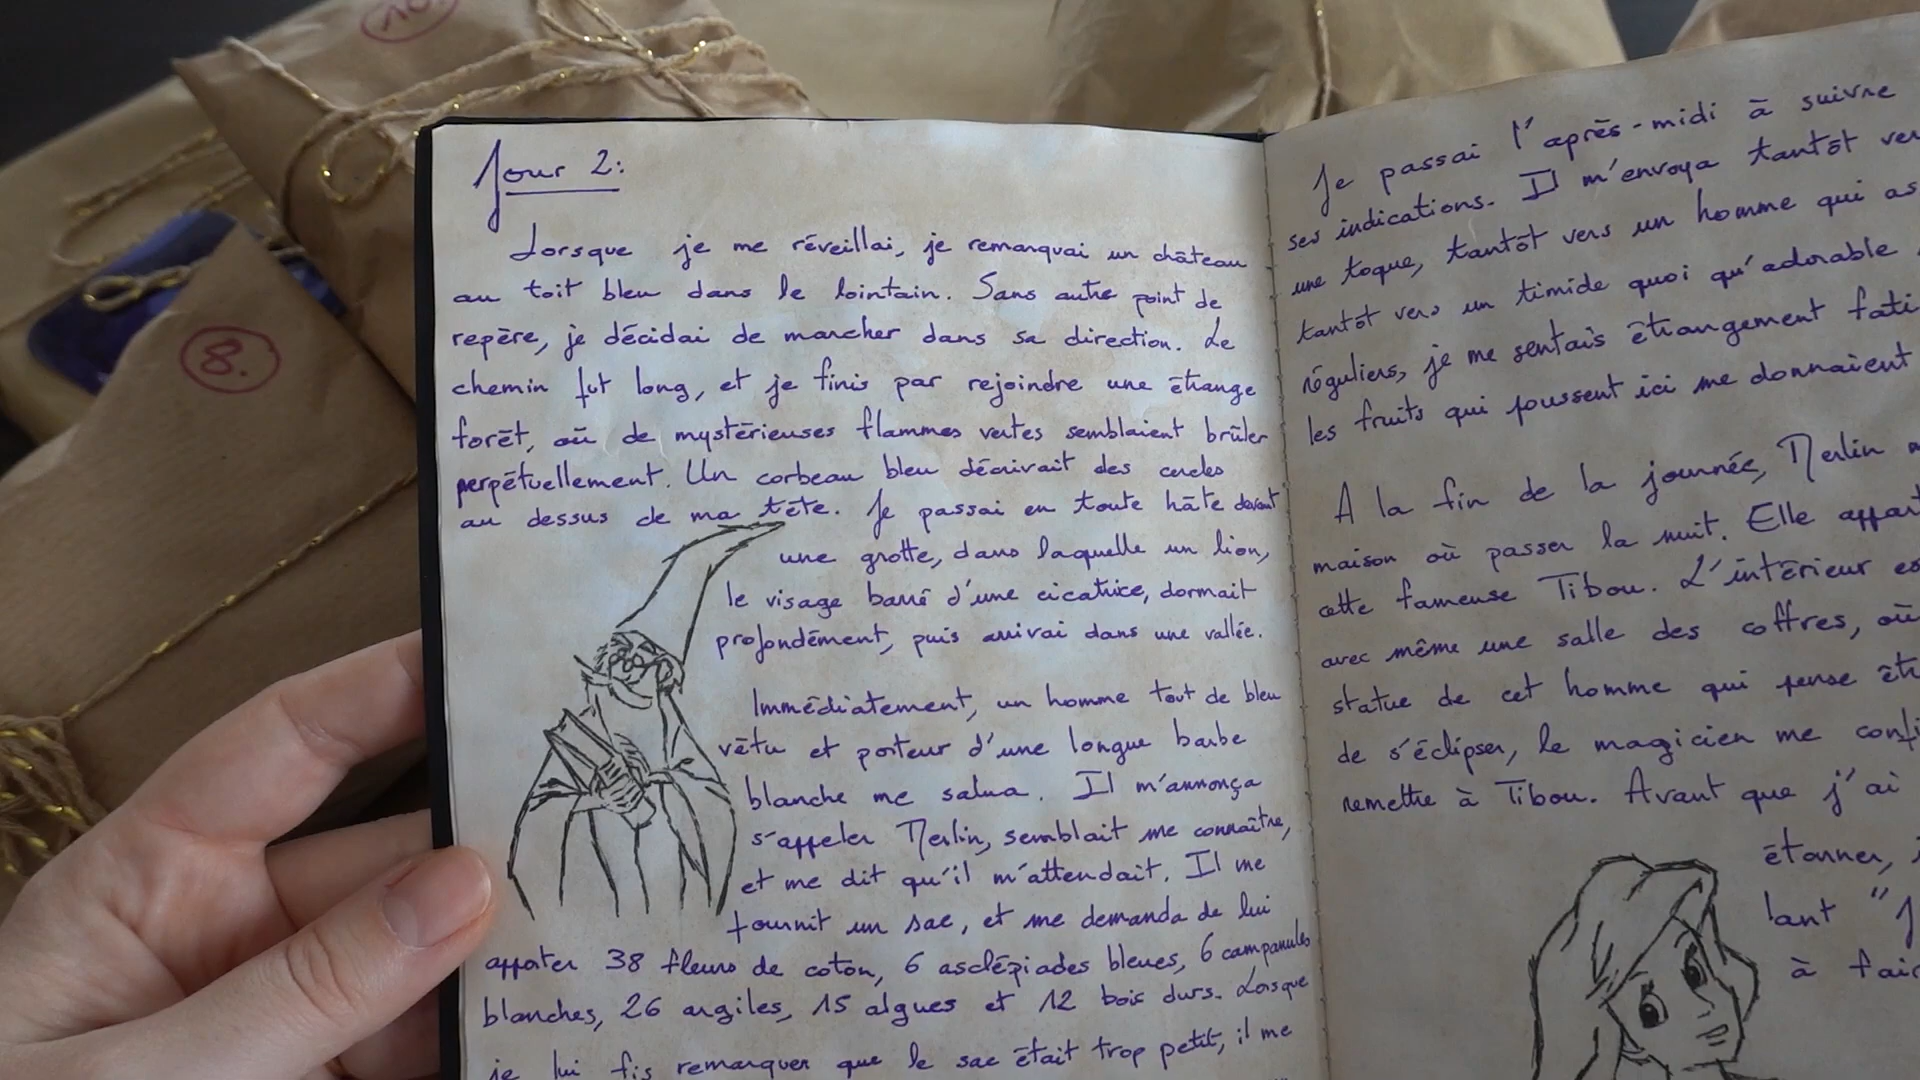 10.
8.
Jour 2:
Lorsque je me réveillai, je remarquai un château
au toit bleu dans le lointain. Sans autre point de
repère, je décidai de marcher dans sa direction. Le
chemin fut long, et je finis par rejoindre une étrange
forêt, où de mystérieuses flammes vertes semblaient brûler
perpétuellement. Un corbeau bleu décrivait des cercles
au dessus de ma tête. Je passai en toute hâte devant
une grotte, dans laquelle un lion,
le visage barré d'une cicatrice, dormait
profondément, puis arrivai dans une vallée.
Immédiatement, un homme tout de bleu
vêtu et porteur d'une longue barbe
blanche me salua. Il m'annonça
s'appeler Merlin, semblait me connaître,
et me dit qu'il m'attendait. Il me
fournit un sac, et me demanda de lui
apporter 38 fleurs de coton, 6 asclépiades bleues, 6 campanules
blanches, 26 argiles, 15 algues et 12 bois durs. Lorsque
je lui fis remarquer que le sac était trop petit, il me
Je passai l'après-midi à suivre
ses indications. Il m'envoya tantôt ver
une toque, tantôt vers un homme qui as
tantôt vers un timide quoi qu'adorable
réguliers, je me sentais étrangement fati
les fruits qui poussent ici me donnaient
A la fin de la journée, Merlin m
maison où passer la nuit. Elle appart
cette fameuse Tibou. L'intérieur es
avec même une salle des coffres, où
statue de cet homme qui pense êt
de s'éclipser, le magicien me confi
remettre à Tibou. Avant que j'ai
étonner, i
lant "J
à fair